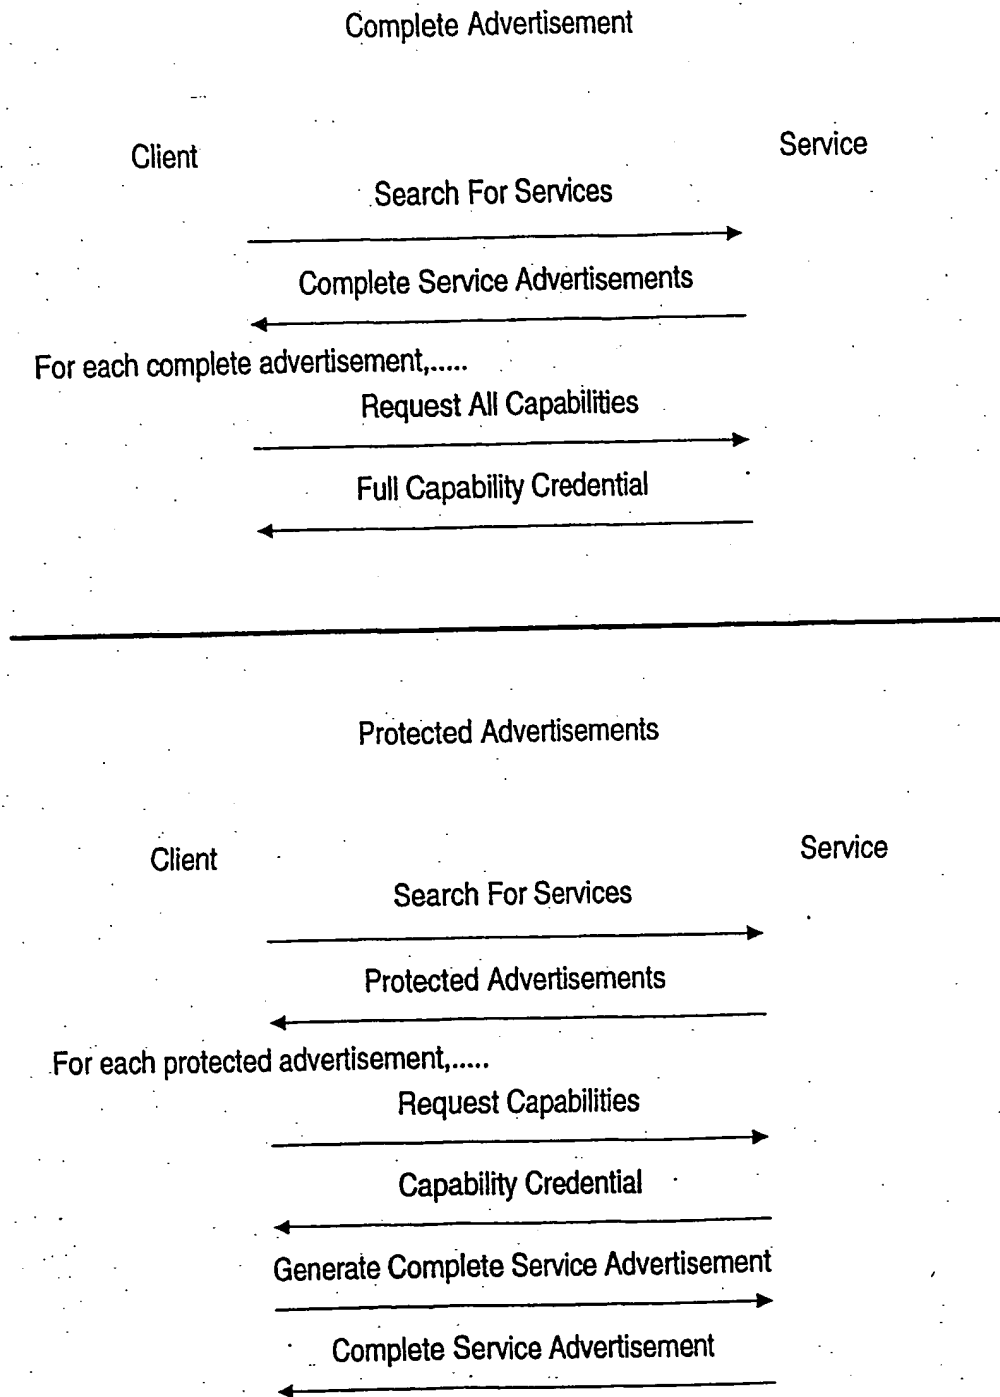 Complete Advertisement
Client
Service
Search For Services
Complete Service Advertisements
For each complete advertisement,.....
Request All Capabilities
Full Capability Credential
Protected Advertisements
Client
Service
Search For Services
Protected Advertisements
For each protected advertisement,.....
Request Capabilities
Capability Credential
Generate Complete Service Advertisement
Complete Service Advertisement